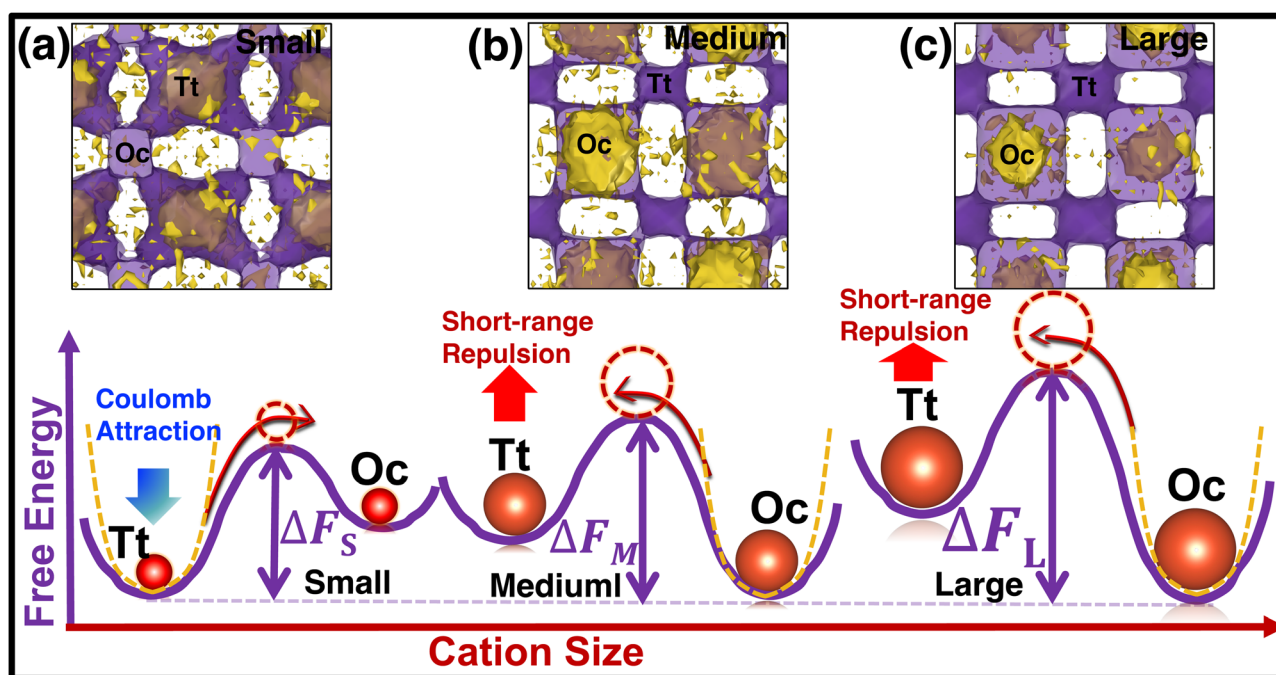 (a)
Small
Tt
Oc
(b)
Medium
Tt
Oc
(c)
Large
Tt
Oc
Free Energy
Coulomb
Attraction
Tt
ΔF_S
Oc
Small
Short-range
Repulsion
Tt
ΔF_M
Mediuml
Oc
Short-range
Repulsion
Tt
ΔF_L
Large
Oc
Cation Size